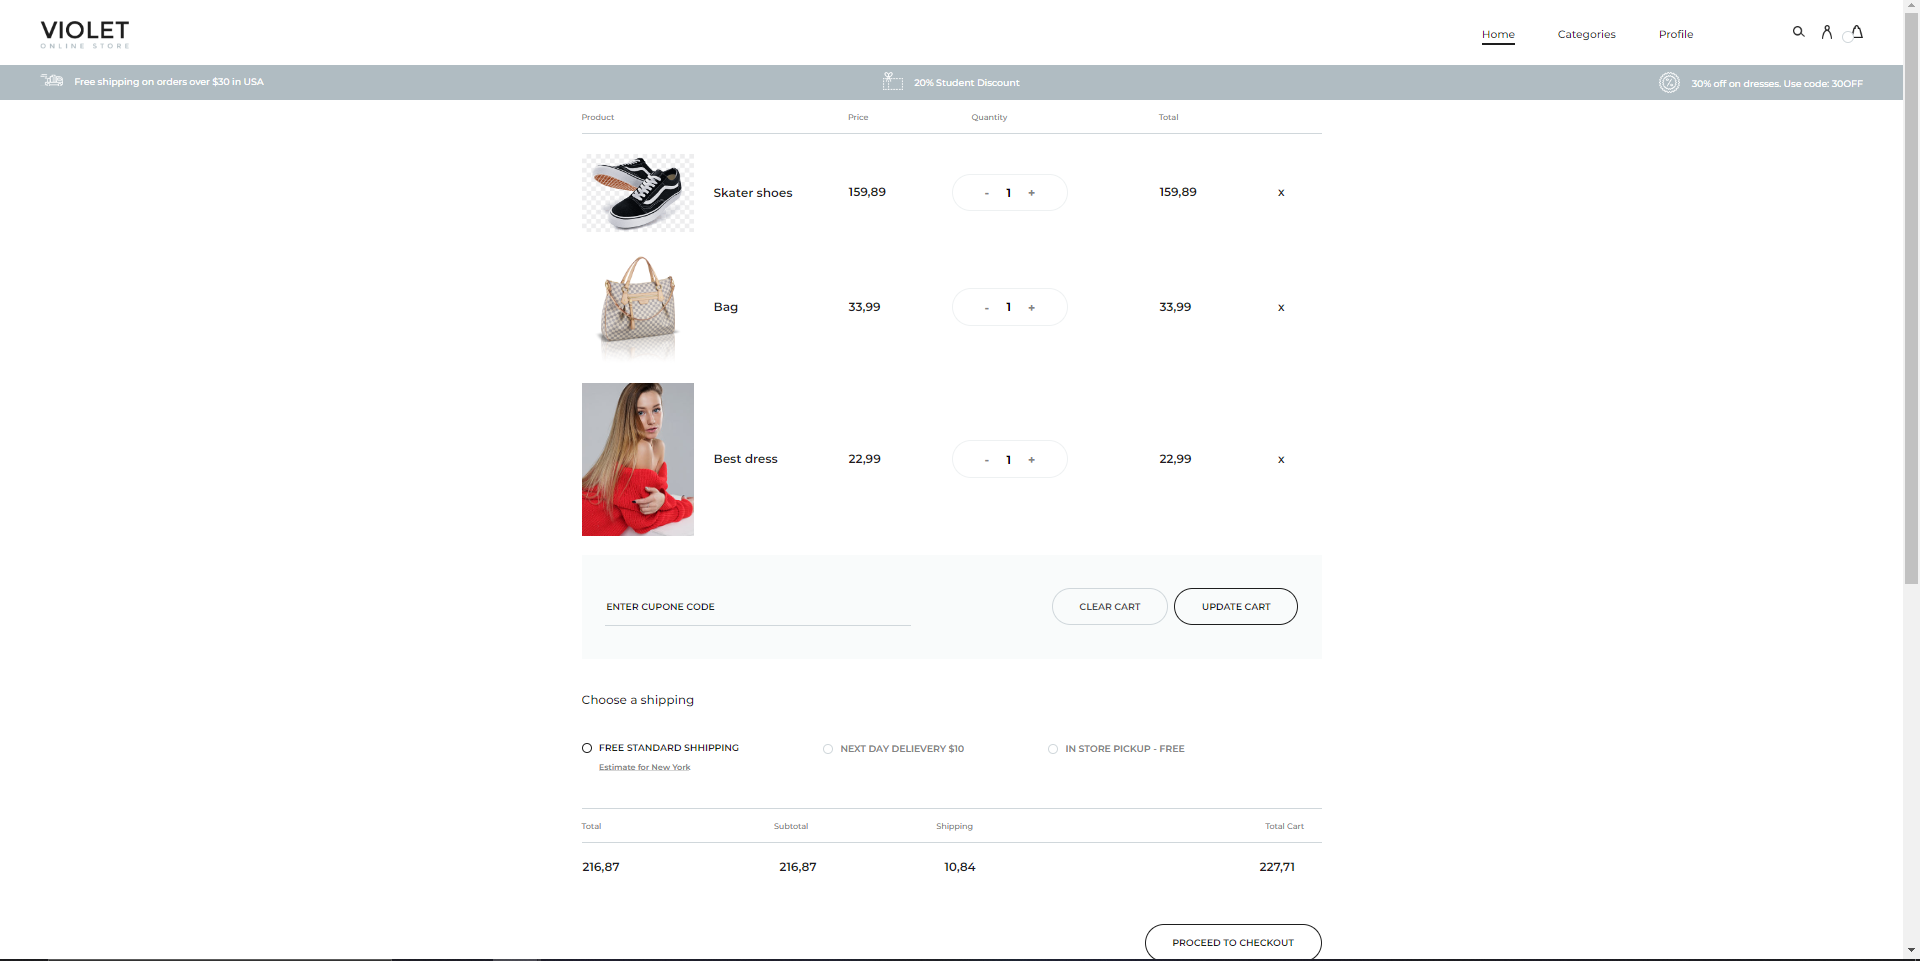 VIOLET
ONLINE STORE
Home Categories Profile
Free shipping on orders over $30 in USA 20% Student Discount 30% off on dresses. Use code: 30OFF
Product Price Quantity Total
Skater shoes 159,89 - 1 + 159,89 x
Bag 33,99 - 1 + 33,99 x
Best dress 22,99 - 1 + 22,99 x
ENTER CUPONE CODE CLEAR CART UPDATE CART
Choose a shipping
FREE STANDARD SHHIPPING NEXT DAY DELIEVERY $10 IN STORE PICKUP - FREE
Estimate for New York
Total Subtotal Shipping Total Cart
216,87 216,87 10,84 227,71
PROCEED TO CHECKOUT